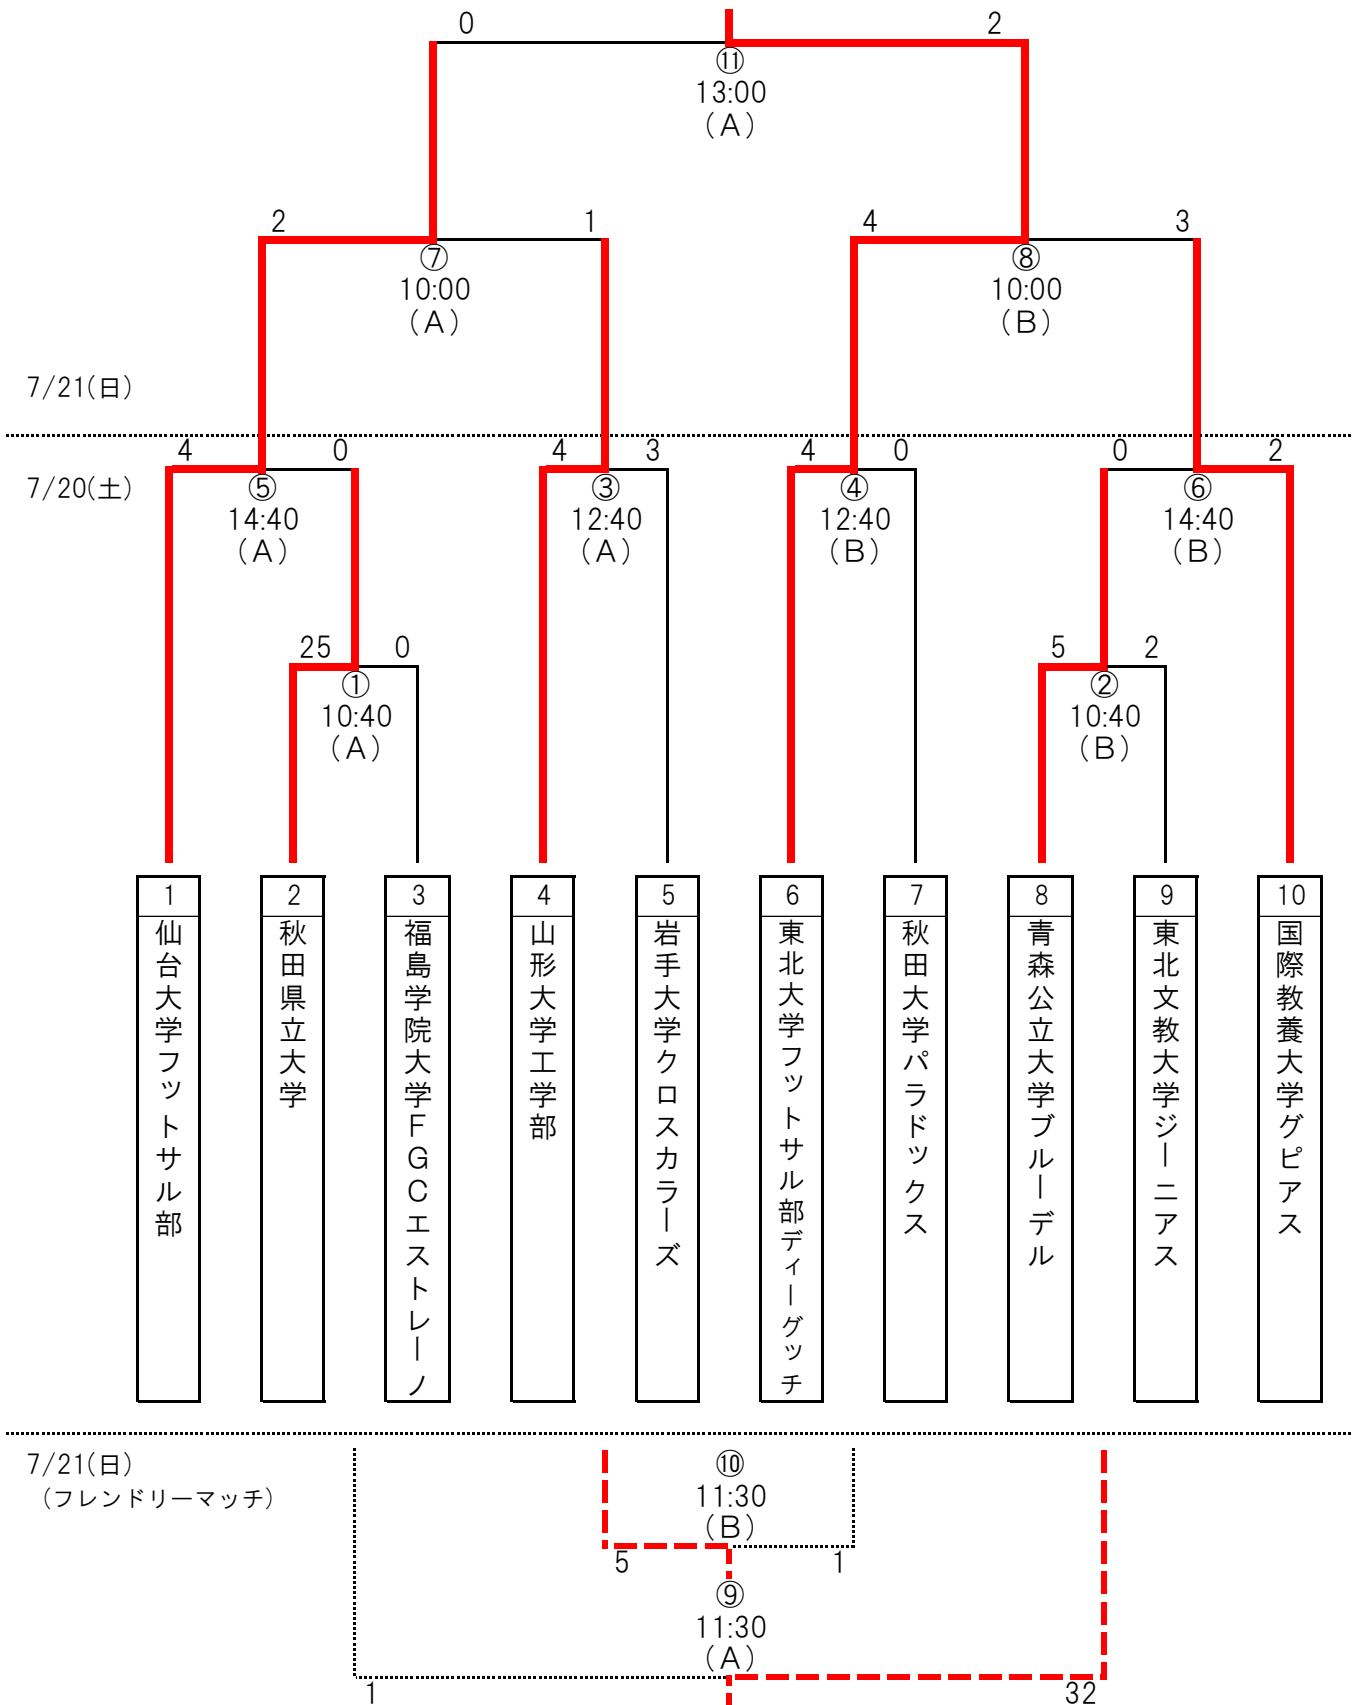 0 2
⑪
13:00
（A）
2 1 4 3
⑦ ⑧
10:00 10:00
（A） （B）
7/21(日)
4 0 4 3 4 0 0 2
7/20(土)
⑤ ③ ④ ⑥
14:40 12:40 12:40 14:40
（A） （A） （B） （B）
25 0 5 2
① ②
10:40 10:40
（A） （B）
1
仙台大学フットサル部
2
秋田県立大学
3
福島学院大学FGCエストレーノ
4
山形大学工学部
5
岩手大学クロスカラーズ
6
東北大学フットサル部ディーグッチ
7
秋田大学パラドックス
8
青森公立大学ブルーデル
9
東北文教大学ジーニアス
10
国際教養大学グピアス
7/21(日)
（フレンドリーマッチ）
⑩
11:30
（B）
5 1
⑨
11:30
（A）
1 32